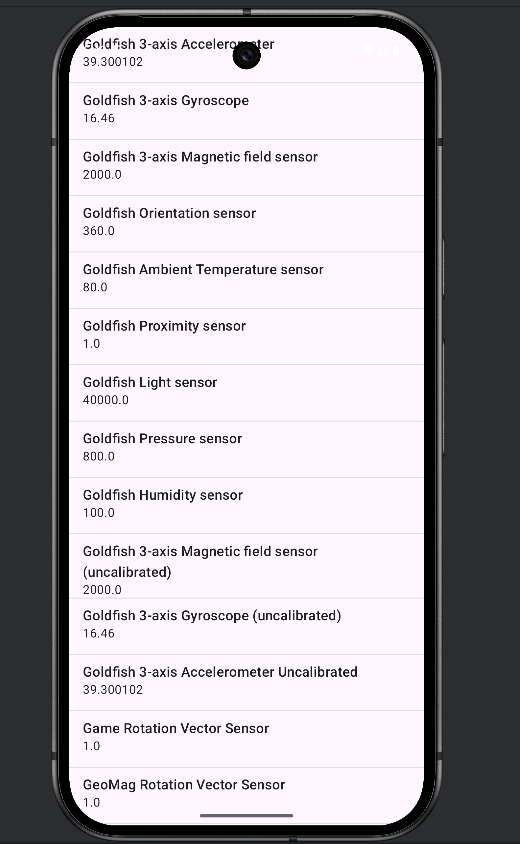 Goldfish 3-axis Accelerometer
39.300102
Goldfish 3-axis Gyroscope
16.46
Goldfish 3-axis Magnetic field sensor
2000.0
Goldfish Orientation sensor
360.0
Goldfish Ambient Temperature sensor
80.0
Goldfish Proximity sensor
1.0
Goldfish Light sensor
40000.0
Goldfish Pressure sensor
800.0
Goldfish Humidity sensor
100.0
Goldfish 3-axis Magnetic field sensor
(uncalibrated)
2000.0
Goldfish 3-axis Gyroscope (uncalibrated)
16.46
Goldfish 3-axis Accelerometer Uncalibrated
39.300102
Game Rotation Vector Sensor
1.0
GeoMag Rotation Vector Sensor
1.0